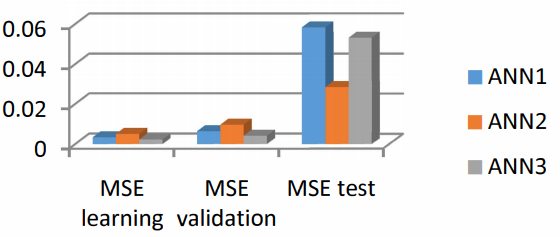 0.06
0.04
0.02
0
MSE learning
MSE validation
MSE test
ANN1
ANN2
ANN3